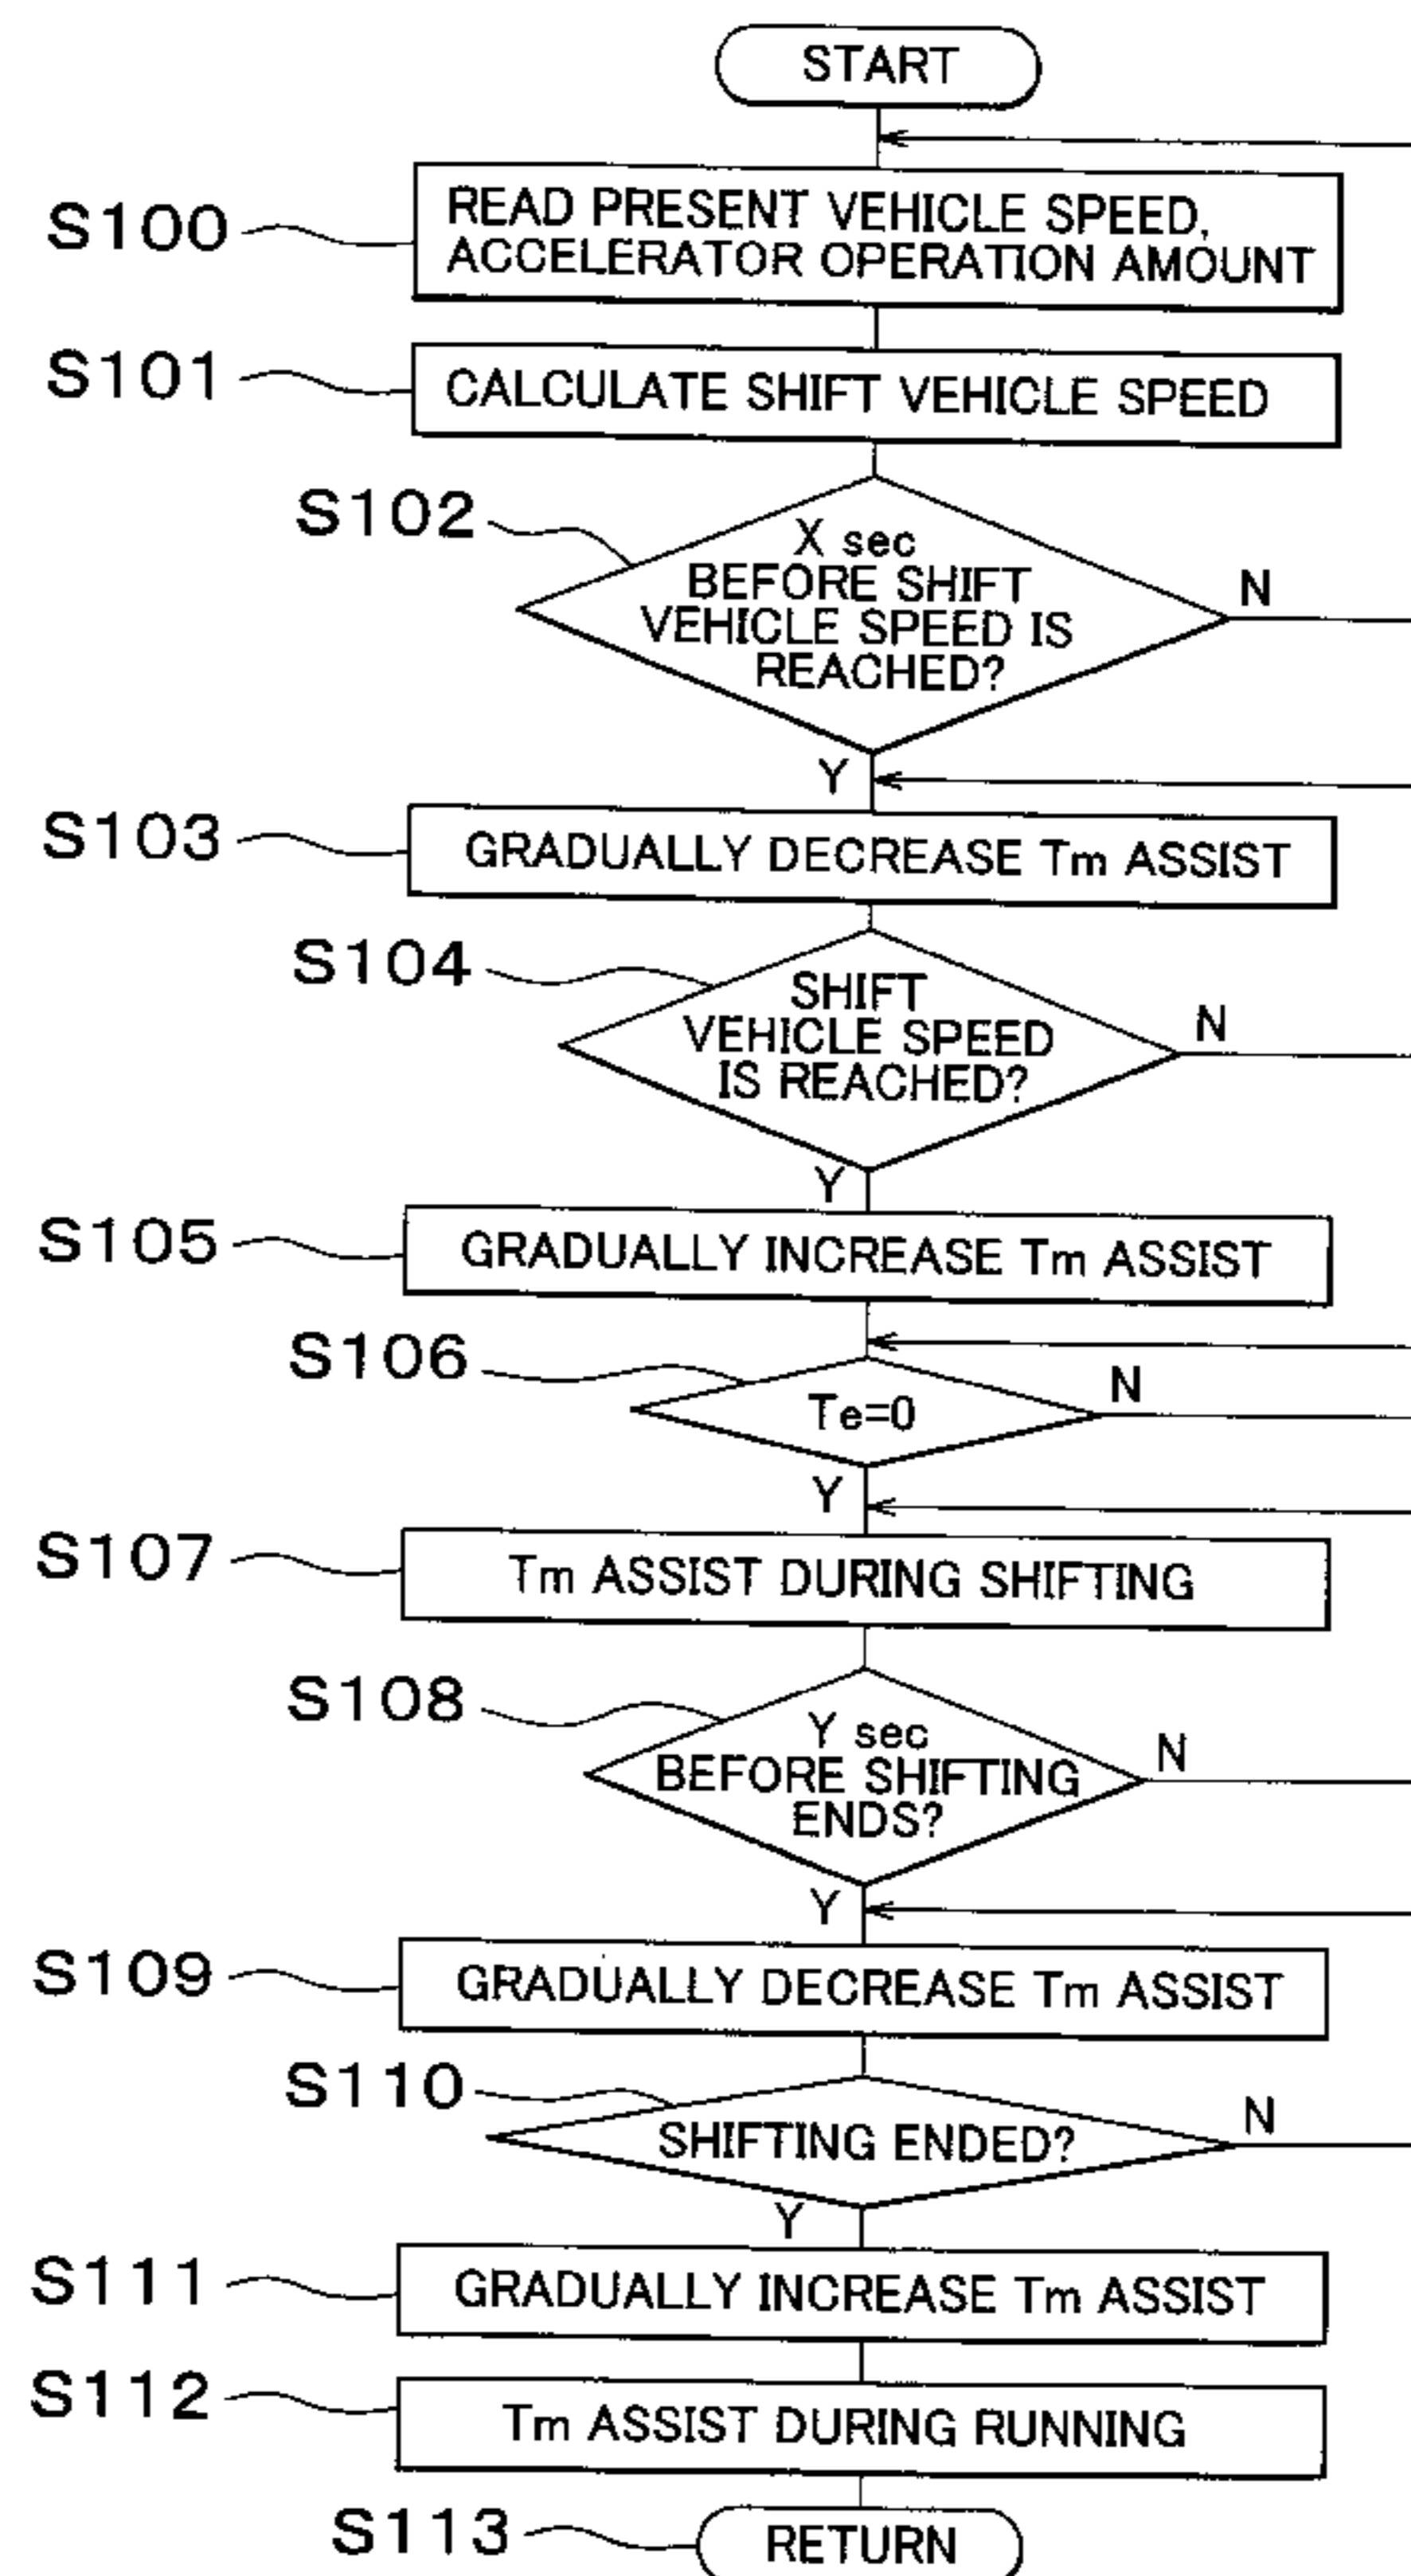 START
S100
READ PRESENT VEHICLE SPEED,
ACCELERATOR OPERATION AMOUNT
S101
CALCULATE SHIFT VEHICLE SPEED
S102
X sec
BEFORE SHIFT
VEHICLE SPEED IS
REACHED?
N
Y
S103
GRADUALLY DECREASE Tm ASSIST
S104
SHIFT
VEHICLE SPEED
IS REACHED?
N
Y
S105
GRADUALLY INCREASE Tm ASSIST
S106
Te=0
N
Y
S107
Tm ASSIST DURING SHIFTING
S108
Y sec
BEFORE SHIFTING
ENDS?
N
Y
S109
GRADUALLY DECREASE Tm ASSIST
S110
SHIFTING ENDED?
N
Y
S111
GRADUALLY INCREASE Tm ASSIST
S112
Tm ASSIST DURING RUNNING
S113
RETURN